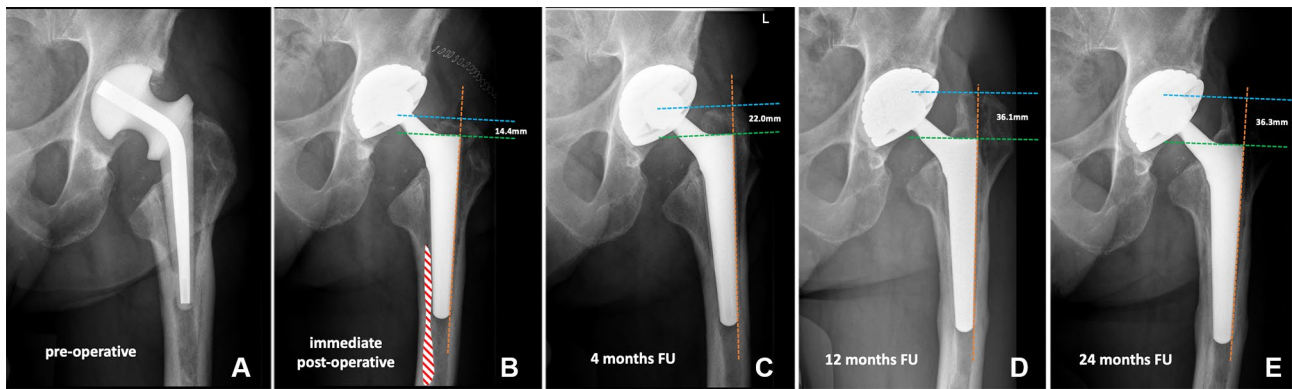 L
14.4mm
22.0mm
36.1mm
36.3mm
pre-operative
A
immediate
post-operative
B
4 months FU
C
12 months FU
D
24 months FU
E